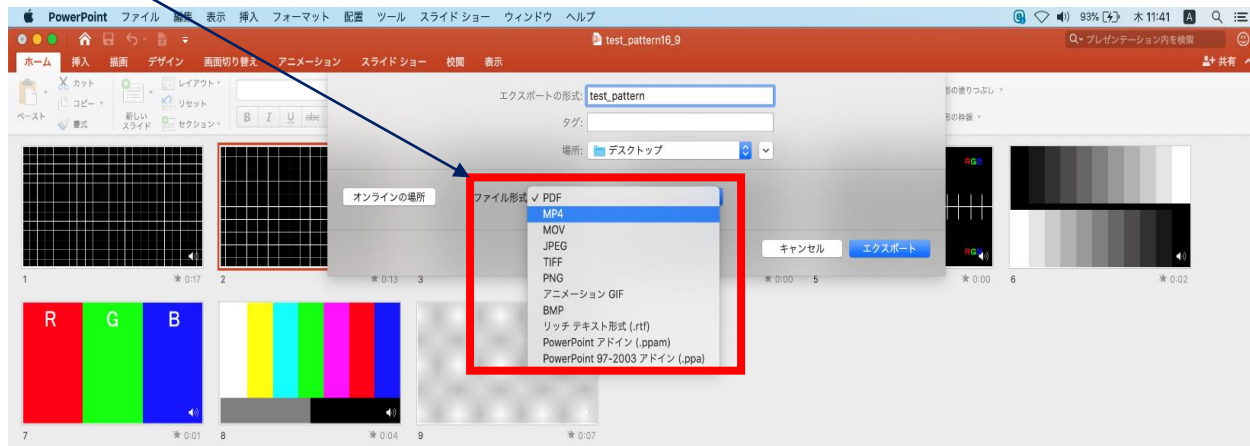 PowerPoint ファイル 編集 表示 挿入 フォーマット 配置 ツール スライドショー ウィンドウ ヘルプ 93% 木 11:41 A
test_pattern16_9 プレゼンテーション内を検索
ホーム 挿入 描画 デザイン 画面切り替え アニメーション スライドショー 校閲 表示 共有
ペースト カット コピー 書式 新しいスライド レイアウト リセット セクション B I U abc
エクスポートの形式: test_pattern
タグ:
場所: デスクトップ
オンラインの場所 ファイル形式 ✓ PDF
MP4
MOV
JPEG
TIFF
PNG
アニメーション GIF
BMP
リッチ テキスト形式 (.rtf)
PowerPoint アドイン (.ppam)
PowerPoint 97-2003 アドイン (.ppa)
キャンセル エクスポート
形の塗りつぶし
形の枠線
RGB
RGB
1 0:17 2 0:13 3 0:00 5 0:00 6 0:02
R G B
7 0:01 8 0:04 9 0:07